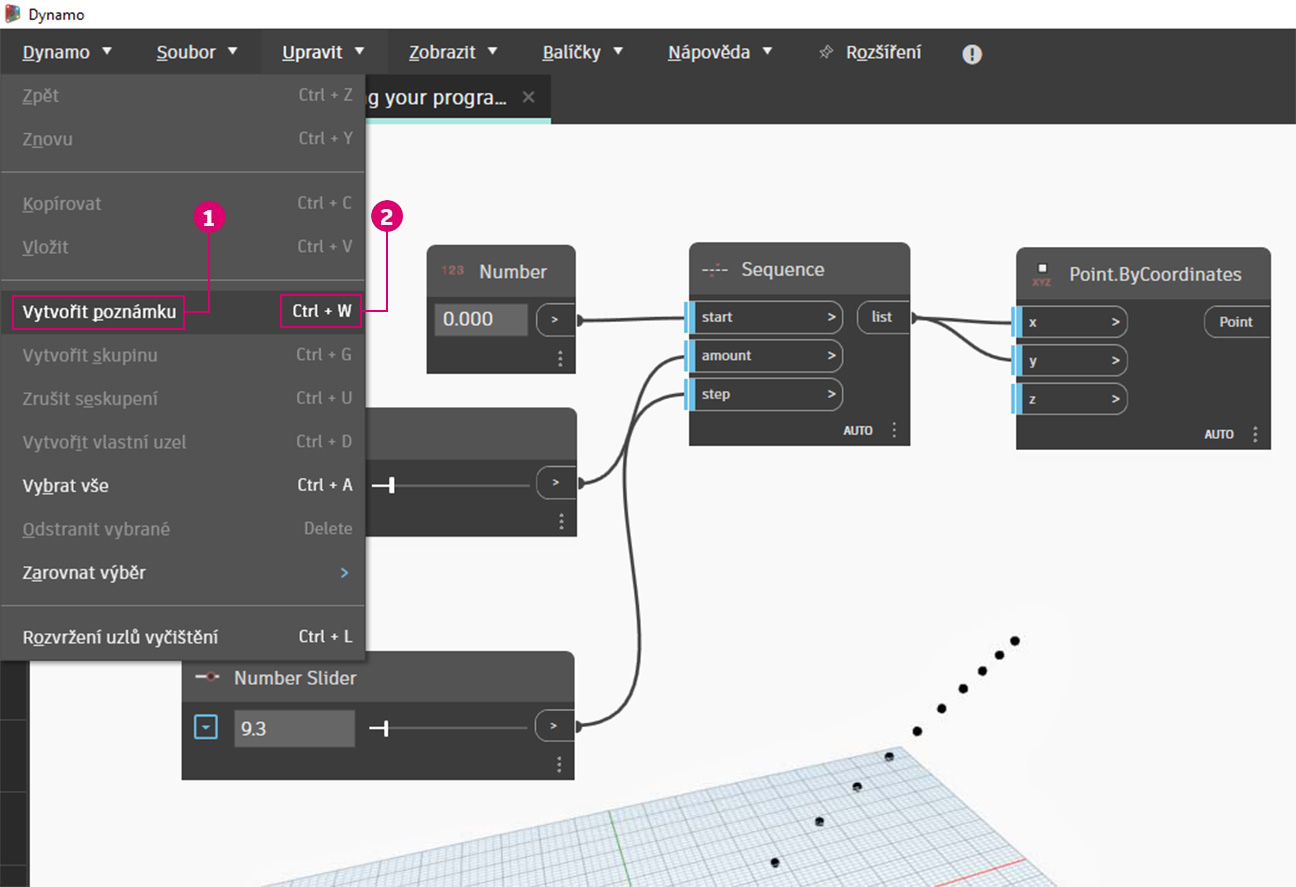 Dynamo
Dynamo Soubor Upravit Zobrazit Balíčky Nápověda Rozšíření
g your progra...
Zpět Ctrl + Z
Znovu Ctrl + Y
Kopírovat Ctrl + C
Vložit Ctrl + V
1
2
Vytvořit poznámku Ctrl + W
Vytvořit skupinu Ctrl + G
Zrušit seskupení Ctrl + U
Vytvořit vlastní uzel Ctrl + D
Vybrat vše Ctrl + A
Odstranit vybrané Delete
Zarovnat výběr >
Rozvržení uzlů vyčištění Ctrl + L
123 Number
0.000 >
Sequence
start > list
amount >
step >
AUTO
XYZ Point.ByCoordinates
x > Point
y >
z >
AUTO
>
Number Slider
9.3 >